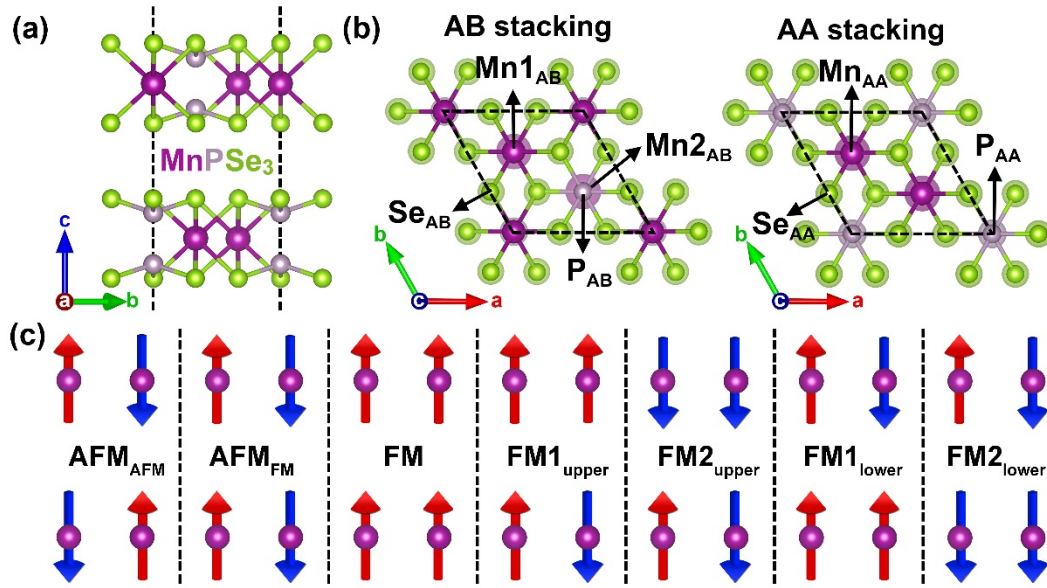 (a)
MnPSe₃
c
a
b
(b)
AB stacking
Mn1AB
Mn2AB
SeAB
PAB
b
c
a
AA stacking
MnAA
PAA
SeAA
b
c
a
(c)
AFMAFM
AFMFM
FM
FM1upper
FM2upper
FM1lower
FM2lower